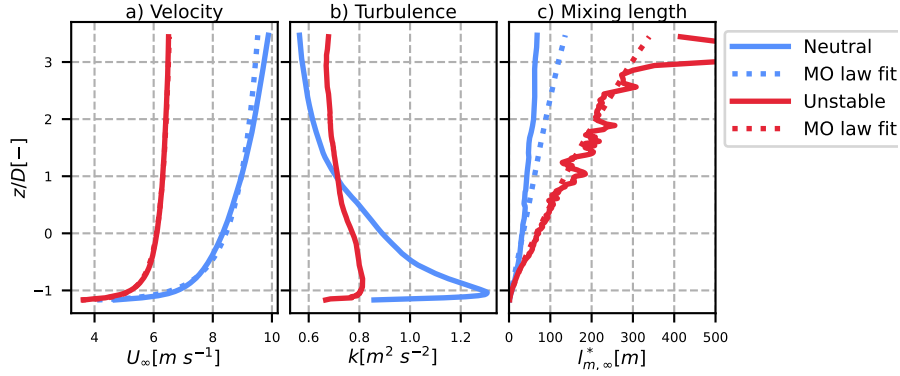 a) Velocity
b) Turbulence
c) Mixing length
3
2
1
0
−1
z/D[−]
4
6
8
10
U∞[m s⁻¹]
0.6
0.8
1.0
1.2
k[m² s⁻²]
0
100
200
300
400
500
l*m,∞[m]
Neutral
MO law fit
Unstable
MO law fit